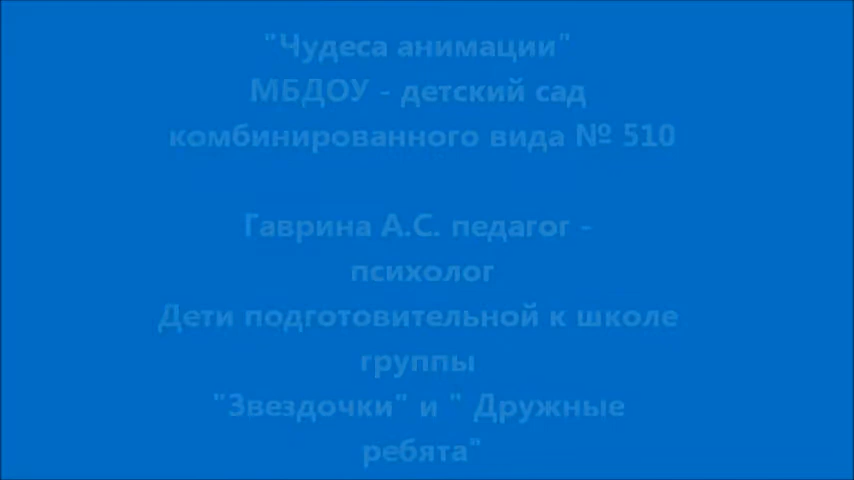 "Чудеса анимации"
МБДОУ - детский сад
комбинированного вида № 510
Гаврина А.С. педагог -
психолог
Дети подготовительной к школе
группы
"Звездочки" и " Дружные
ребята"